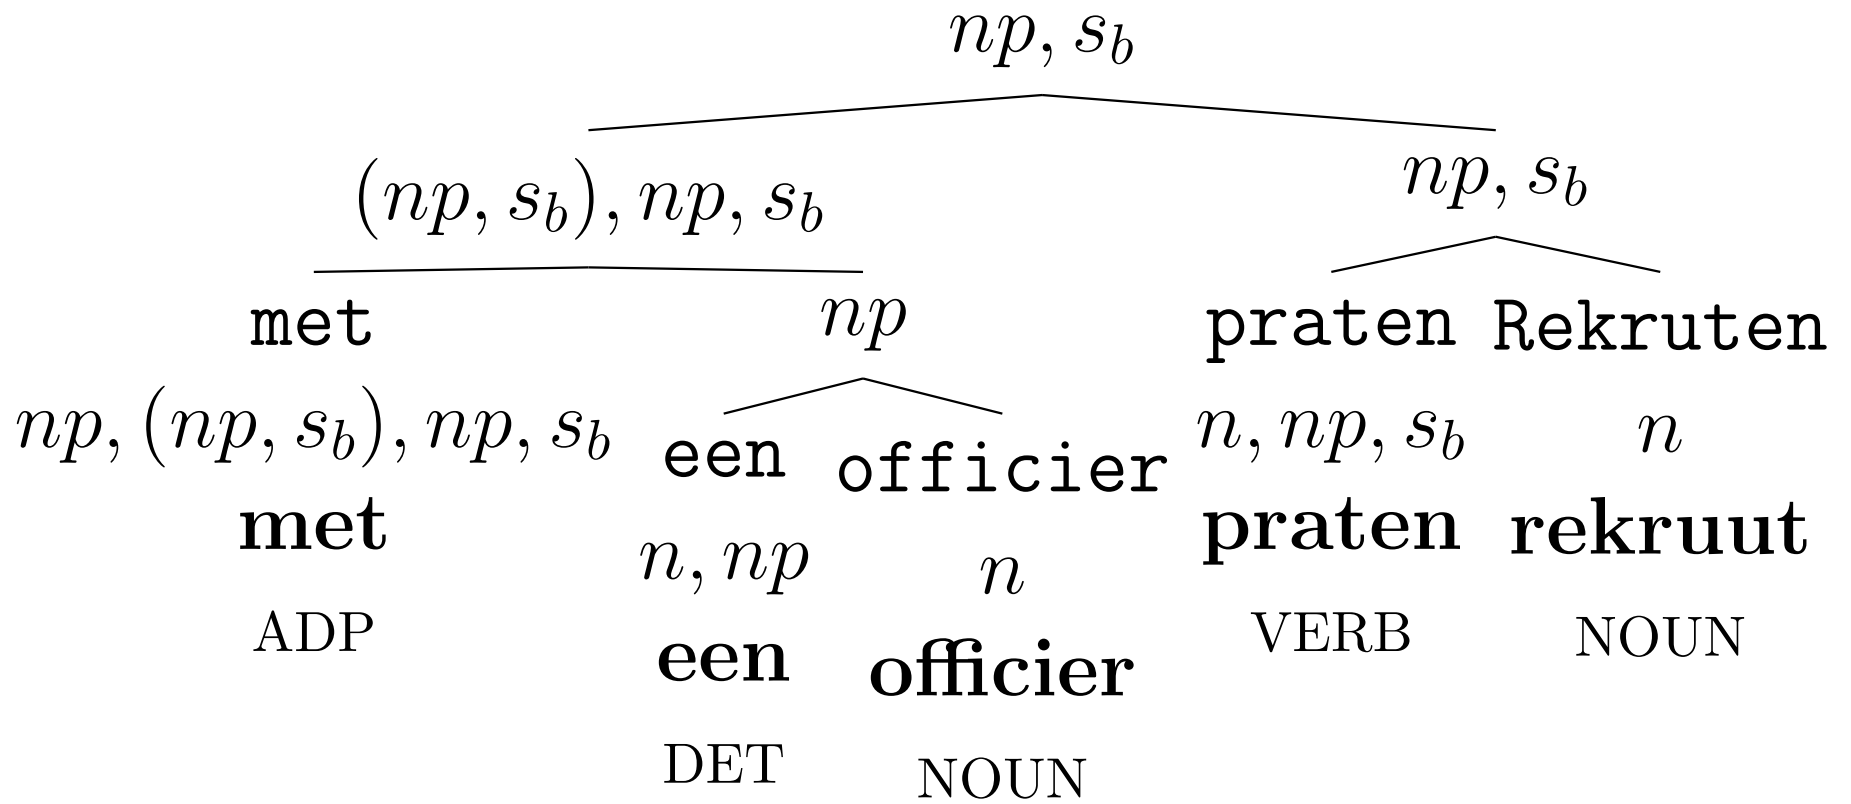 np, s_b
(np, s_b), np, s_b
np, s_b
met
np
praten Rekruten
np, (np, s_b), np, s_b
een officier
n, np, s_b
n
met
n, np
n
praten rekruut
ADP
een officier
VERB NOUN
DET
NOUN